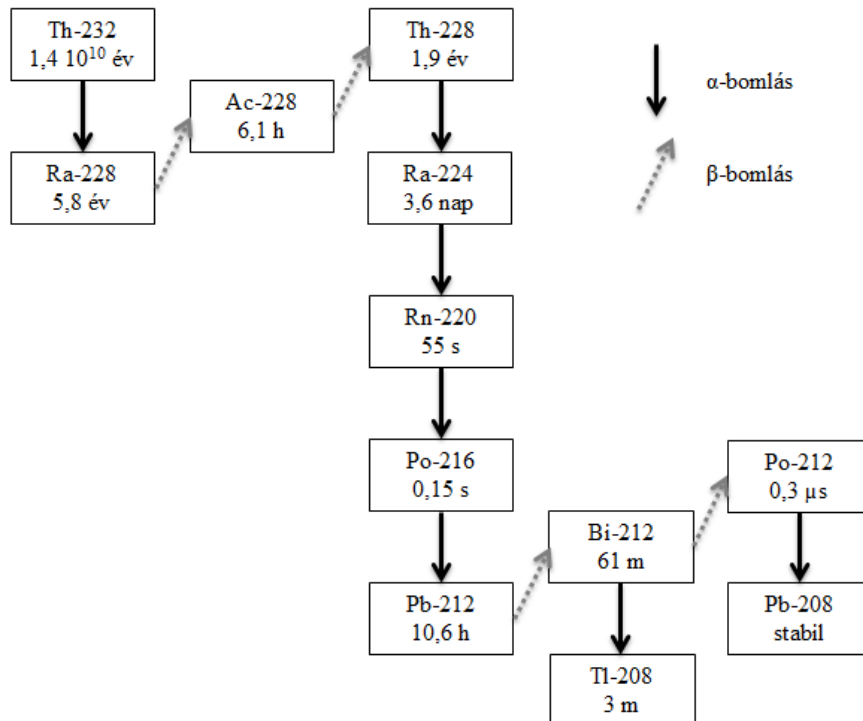 Th-232
1,4 10¹⁰ év
Th-228
1,9 év
α-bomlás
Ac-228
6,1 h
Ra-228
5,8 év
Ra-224
3,6 nap
β-bomlás
Rn-220
55 s
Po-216
0,15 s
Po-212
0,3 µs
Bi-212
61 m
Pb-212
10,6 h
Pb-208
stabil
Tl-208
3 m